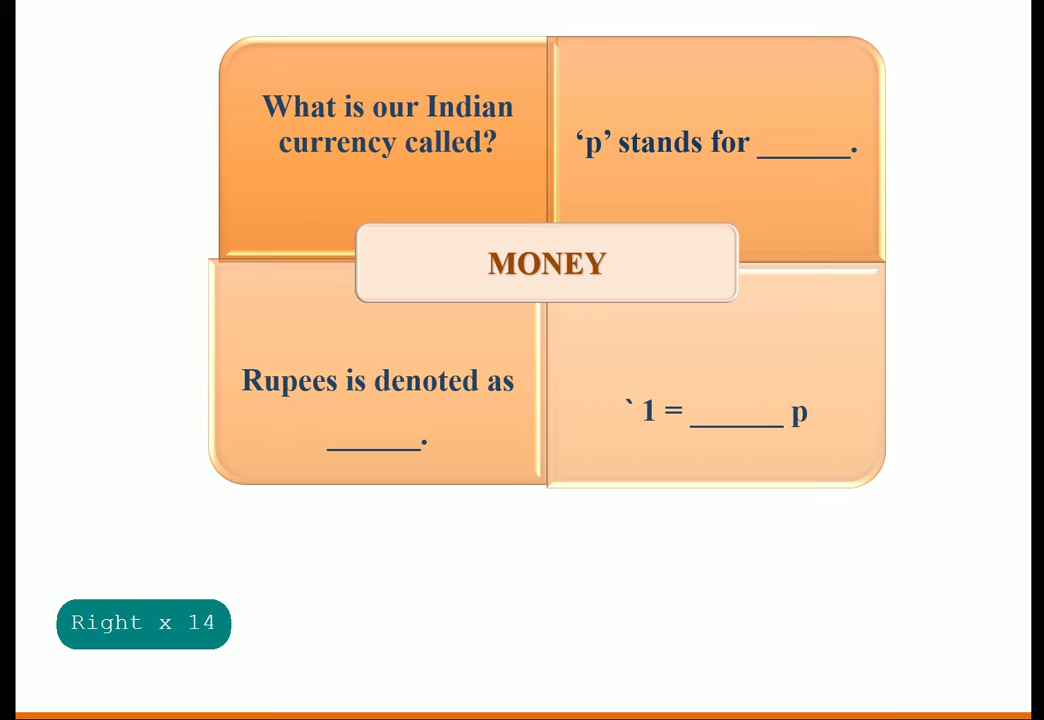 What is our Indian
currency called?
‘p’ stands for ______.
MONEY
Rupees is denoted as
______.
` 1 = ______ p
Right x 14